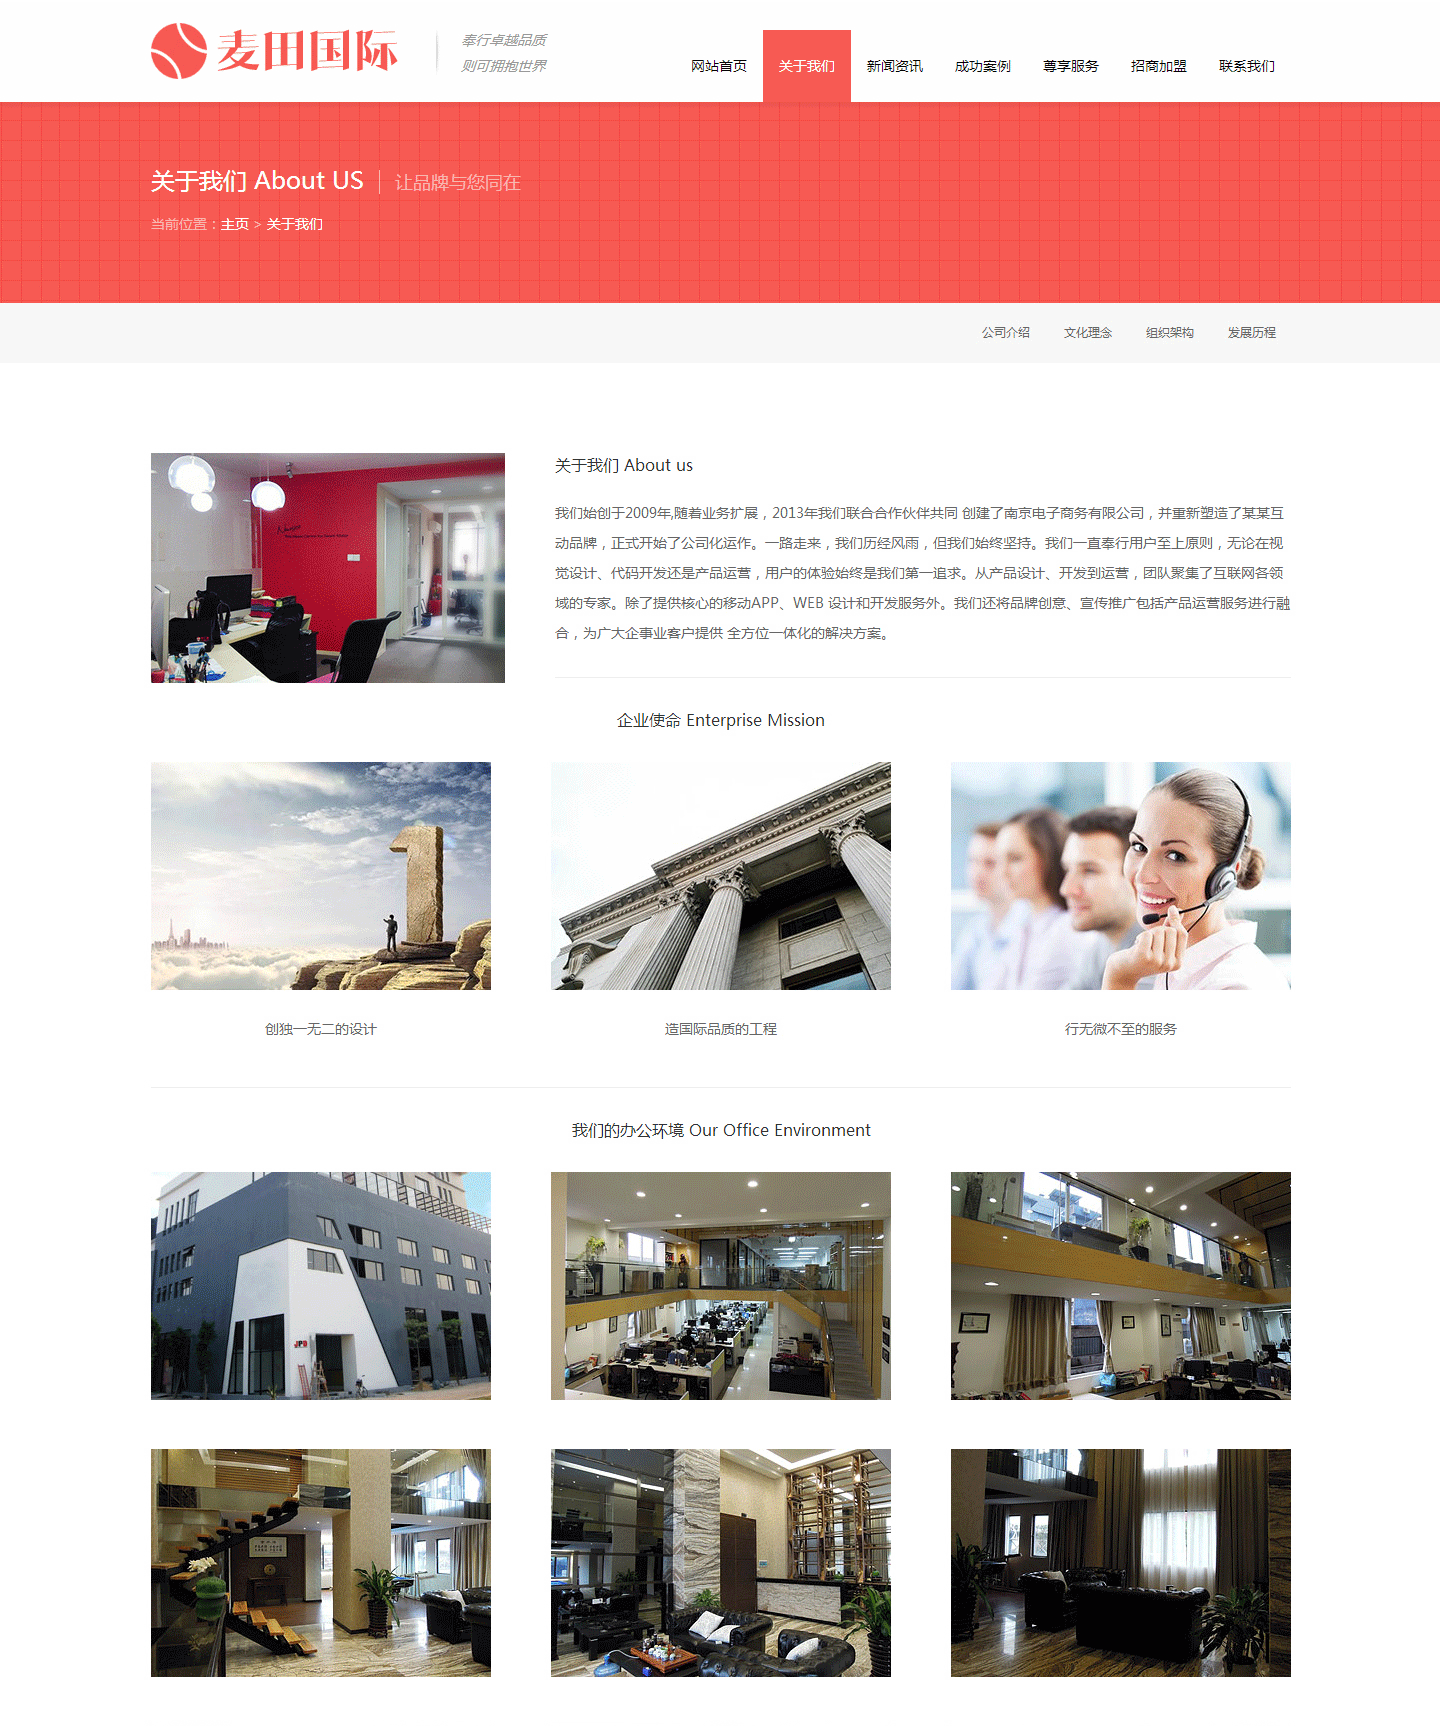 麦田国际
奉行卓越品质
则可拥抱世界
网站首页 关于我们 新闻资讯 成功案例 尊享服务 招商加盟 联系我们
关于我们 About US 让品牌与您同在
当前位置：主页 > 关于我们
公司介绍 文化理念 组织架构 发展历程
关于我们 About us
我们始创于2009年,随着业务扩展，2013年我们联合合作伙伴共同 创建了南京电子商务有限公司，并重新塑造了某某互
动品牌，正式开始了公司化运作。一路走来，我们历经风雨，但我们始终坚持。我们一直奉行用户至上原则，无论在视
觉设计、代码开发还是产品运营，用户的体验始终是我们第一追求。从产品设计、开发到运营，团队聚集了互联网各领
域的专家。除了提供核心的移动APP、WEB 设计和开发服务外。我们还将品牌创意、宣传推广包括产品运营服务进行融
合，为广大企事业客户提供 全方位一体化的解决方案。
企业使命 Enterprise Mission
创独一无二的设计
造国际品质的工程
行无微不至的服务
我们的办公环境 Our Office Environment
JPD